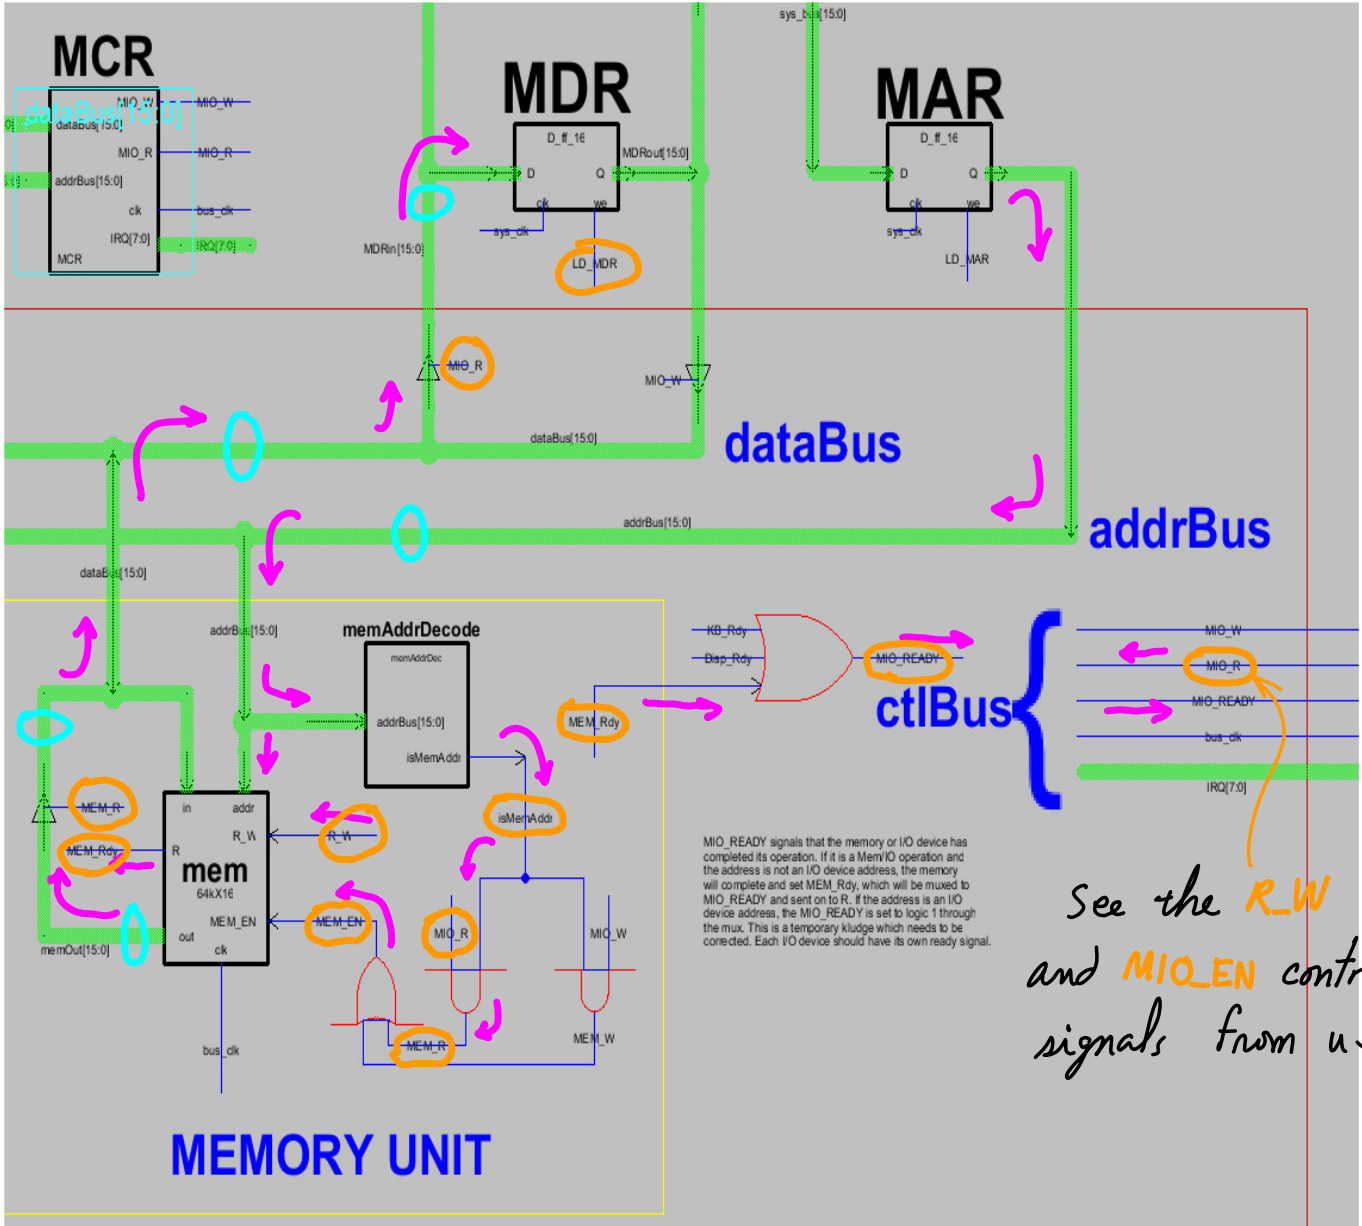 sys_bus[15:0]
MCR
MDR
MAR
MIO_W
MIO_W
dataBus[15:0]
dataBus[15:0]
MIO_R
MIO_R
addrBus[15:0]
clk
bus_clk
IRQ[7:0]
IRQ[7:0]
MCR
D_ff_16
MDRout[15:0]
D
Q
clk
we
sys_clk
LD_MDR
MDRin[15:0]
D_ff_16
D
Q
clk
we
sys_clk
LD_MAR
MIO_R
MIO_W
dataBus[15:0]
dataBus
addrBus[15:0]
addrBus
dataBus[15:0]
addrBus[15:0]
memAddrDecode
memAddrDec
addrBus[15:0]
isMemAddr
isMemAddr
KB_Rdy
Disp_Rdy
MEM_Rdy
MIO_READY
ctlBus
MIO_W
MIO_R
MIO_READY
bus_clk
IRQ[7:0]
MEM_R
MEM_Rdy
in
addr
R_W
R_W
R
mem
64kX16
MEM_EN
MEM_EN
out
clk
memOut[15:0]
MIO_R
MIO_W
MEM_R
MEM_W
bus_clk
MIO_READY signals that the memory or I/O device has
completed its operation. If it is a Mem/IO operation and
the address is not an I/O device address, the memory
will complete and set MEM_Rdy, which will be muxed to
MIO_READY and sent on to R. If the address is an I/O
device address, the MIO_READY is set to logic 1 through
the mux. This is a temporary kludge which needs to be
corrected. Each I/O device should have its own ready signal.
See the R_W
and MIO_EN contr
signals from
MEMORY UNIT